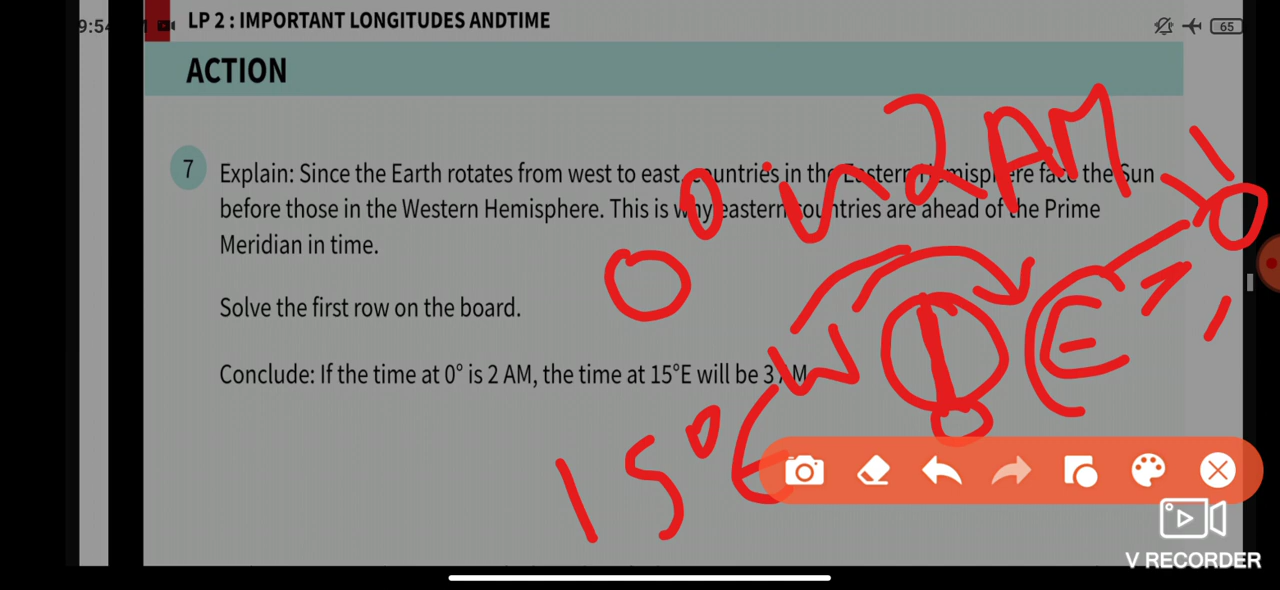 9:54
LP 2 : IMPORTANT LONGITUDES ANDTIME
65
ACTION
7
Explain: Since the Earth rotates from west to east, countries in the Eastern Hemisphere face the Sun
before those in the Western Hemisphere. This is why eastern countries are ahead of the Prime
Meridian in time.
Solve the first row on the board.
Conclude: If the time at 0° is 2 AM, the time at 15°E will be 3 AM
0° 2 AM
W E
15°
V RECORDER